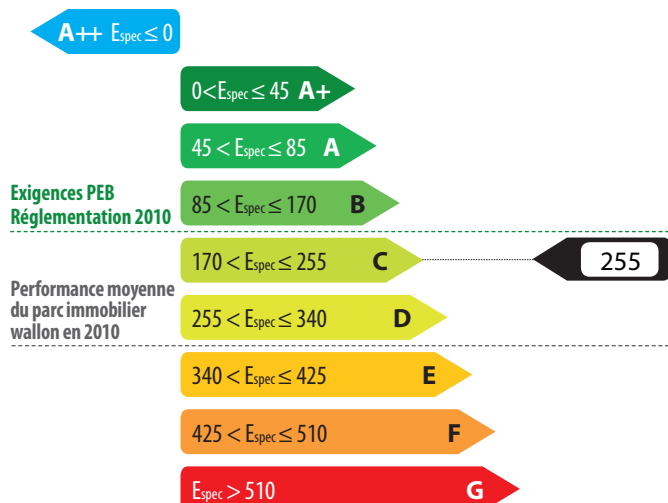 A++ Espec ≤ 0
0<Espec ≤ 45 A+
45 < Espec ≤ 85 A
Exigences PEB
Réglementation 2010
85 < Espec ≤ 170 B
170 < Espec ≤ 255 C
255
Performance moyenne
du parc immobilier
wallon en 2010
255 < Espec ≤ 340 D
340 < Espec ≤ 425 E
425 < Espec ≤ 510 F
Espec > 510 G